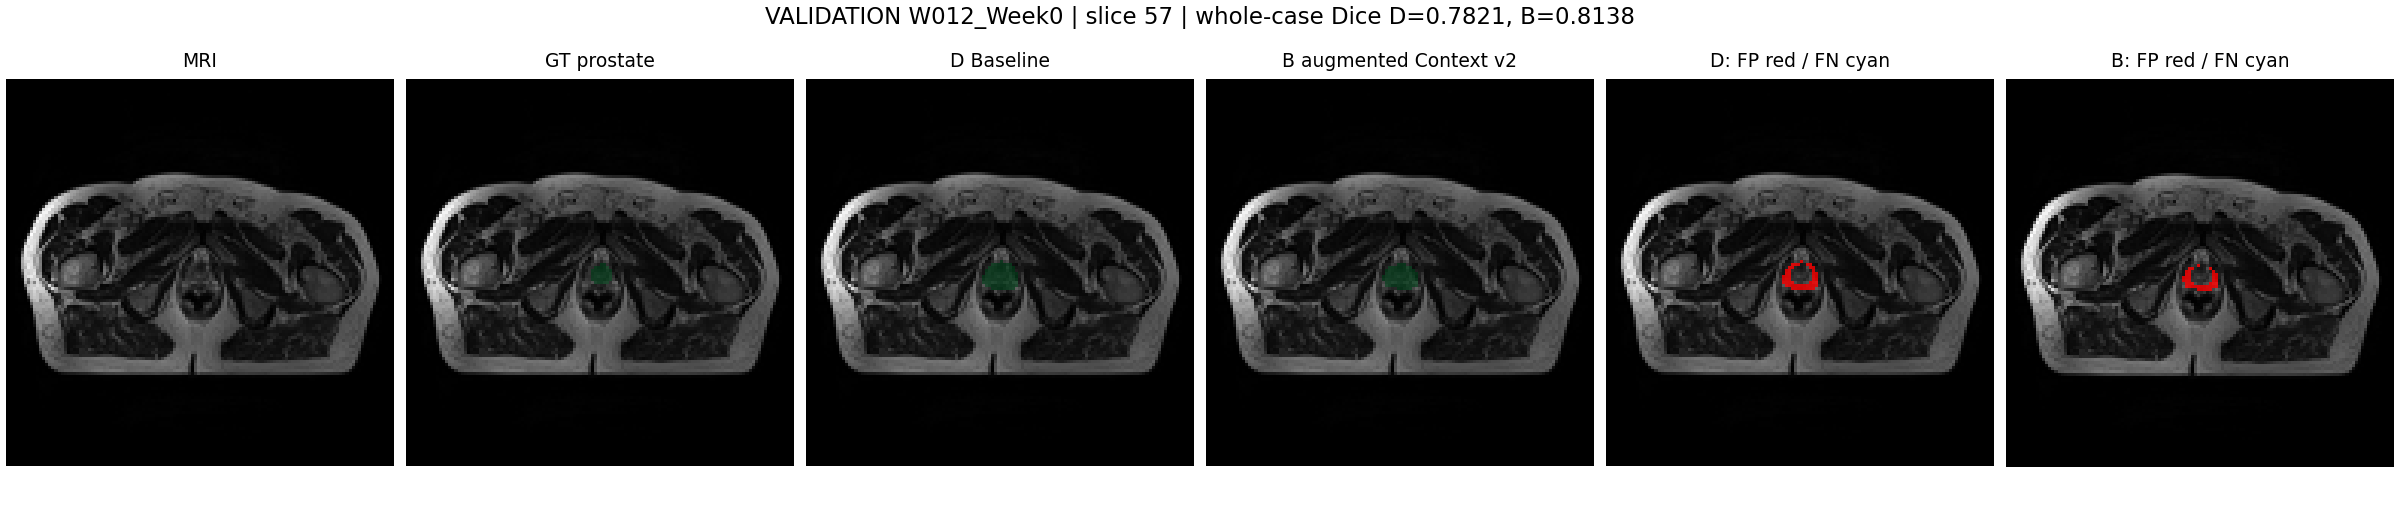 VALIDATION W012_Week0 | slice 57 | whole-case Dice D=0.7821, B=0.8138
MRI
GT prostate
D Baseline
B augmented Context v2
D: FP red / FN cyan
B: FP red / FN cyan